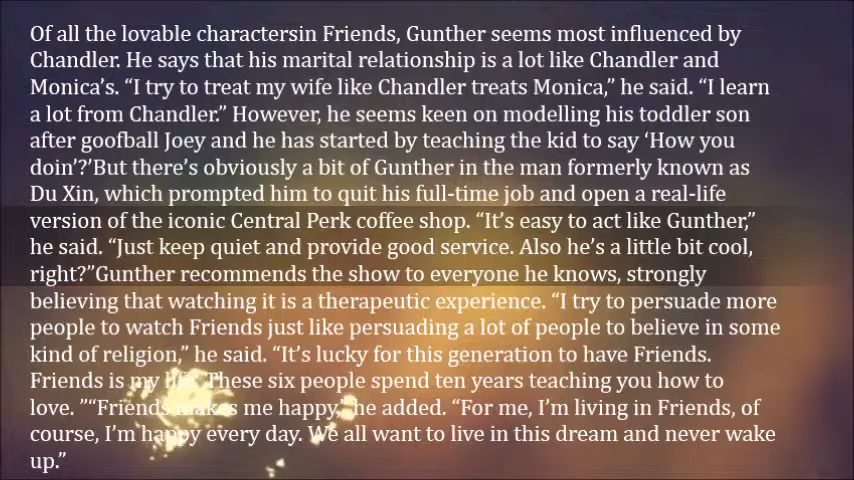 Of all the lovable charactersin Friends, Gunther seems most influenced by
Chandler. He says that his marital relationship is a lot like Chandler and
Monica’s. “I try to treat my wife like Chandler treats Monica,” he said. “I learn
a lot from Chandler.” However, he seems keen on modelling his toddler son
after goofball Joey and he has started by teaching the kid to say ‘How you
doin’?’But there’s obviously a bit of Gunther in the man formerly known as
Du Xin, which prompted him to quit his full-time job and open a real-life
version of the iconic Central Perk coffee shop. “It’s easy to act like Gunther,”
he said. “Just keep quiet and provide good service. Also he’s a little bit cool,
right?”Gunther recommends the show to everyone he knows, strongly
believing that watching it is a therapeutic experience. “I try to persuade more
people to watch Friends just like persuading a lot of people to believe in some
kind of religion,” he said. “It’s lucky for this generation to have Friends.
Friends is my life. These six people spend ten years teaching you how to
love. ”“Friends makes me happy,” he added. “For me, I’m living in Friends, of
course, I’m happy every day. We all want to live in this dream and never wake
up.”